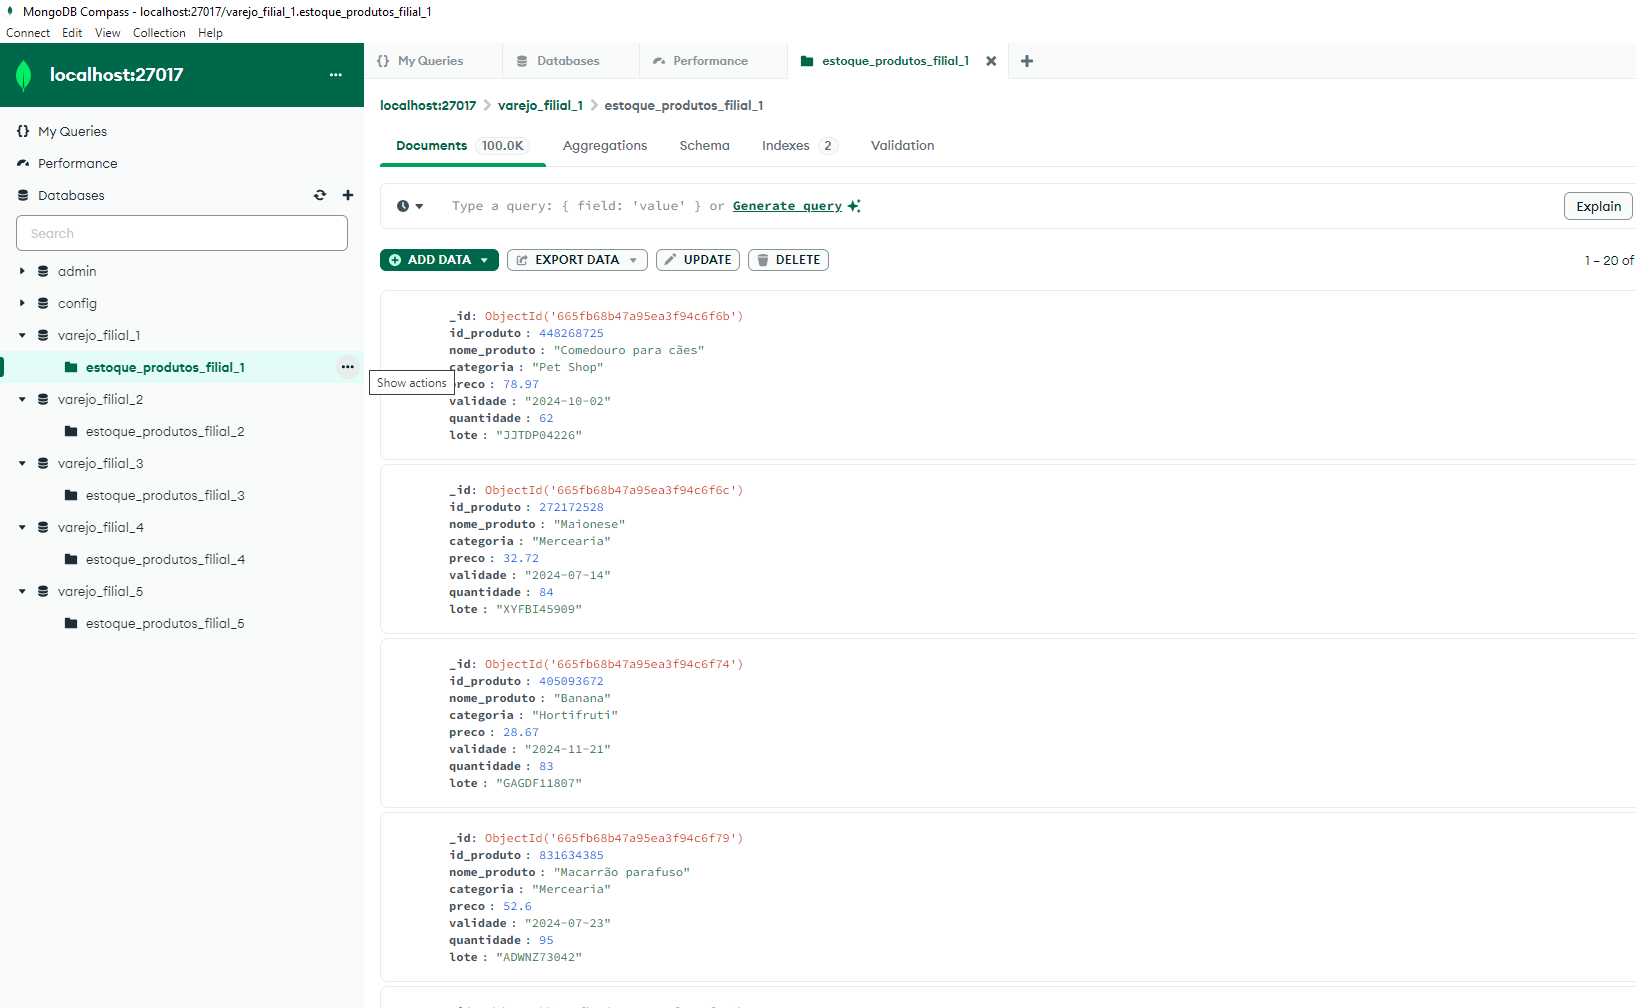 MongoDB Compass - localhost:27017/varejo_filial_1.estoque_produtos_filial_1
Connect Edit View Collection Help
localhost:27017
My Queries
Performance
Databases
Search
admin
config
varejo_filial_1
estoque_produtos_filial_1
varejo_filial_2
estoque_produtos_filial_2
varejo_filial_3
estoque_produtos_filial_3
varejo_filial_4
estoque_produtos_filial_4
varejo_filial_5
estoque_produtos_filial_5
My Queries Databases Performance estoque_produtos_filial_1
localhost:27017 > varejo_filial_1 > estoque_produtos_filial_1
Documents 100.0K Aggregations Schema Indexes 2 Validation
Type a query: { field: 'value' } or Generate query
Explain
ADD DATA EXPORT DATA UPDATE DELETE
1 – 20 of
_id: ObjectId('665fb68b47a95ea3f94c6f6b')
id_produto : 448268725
nome_produto : "Comedouro para cães"
categoria : "Pet Shop"
Show actions
preco : 78.97
validade : "2024-10-02"
quantidade : 62
lote : "JJTDP04226"
_id: ObjectId('665fb68b47a95ea3f94c6f6c')
id_produto : 272172528
nome_produto : "Maionese"
categoria : "Mercearia"
preco : 32.72
validade : "2024-07-14"
quantidade : 84
lote : "XYFBI45909"
_id: ObjectId('665fb68b47a95ea3f94c6f74')
id_produto : 405093672
nome_produto : "Banana"
categoria : "Hortifruti"
preco : 28.67
validade : "2024-11-21"
quantidade : 83
lote : "GAGDF11807"
_id: ObjectId('665fb68b47a95ea3f94c6f79')
id_produto : 831634385
nome_produto : "Macarrão parafuso"
categoria : "Mercearia"
preco : 52.6
validade : "2024-07-23"
quantidade : 95
lote : "ADWNZ73042"